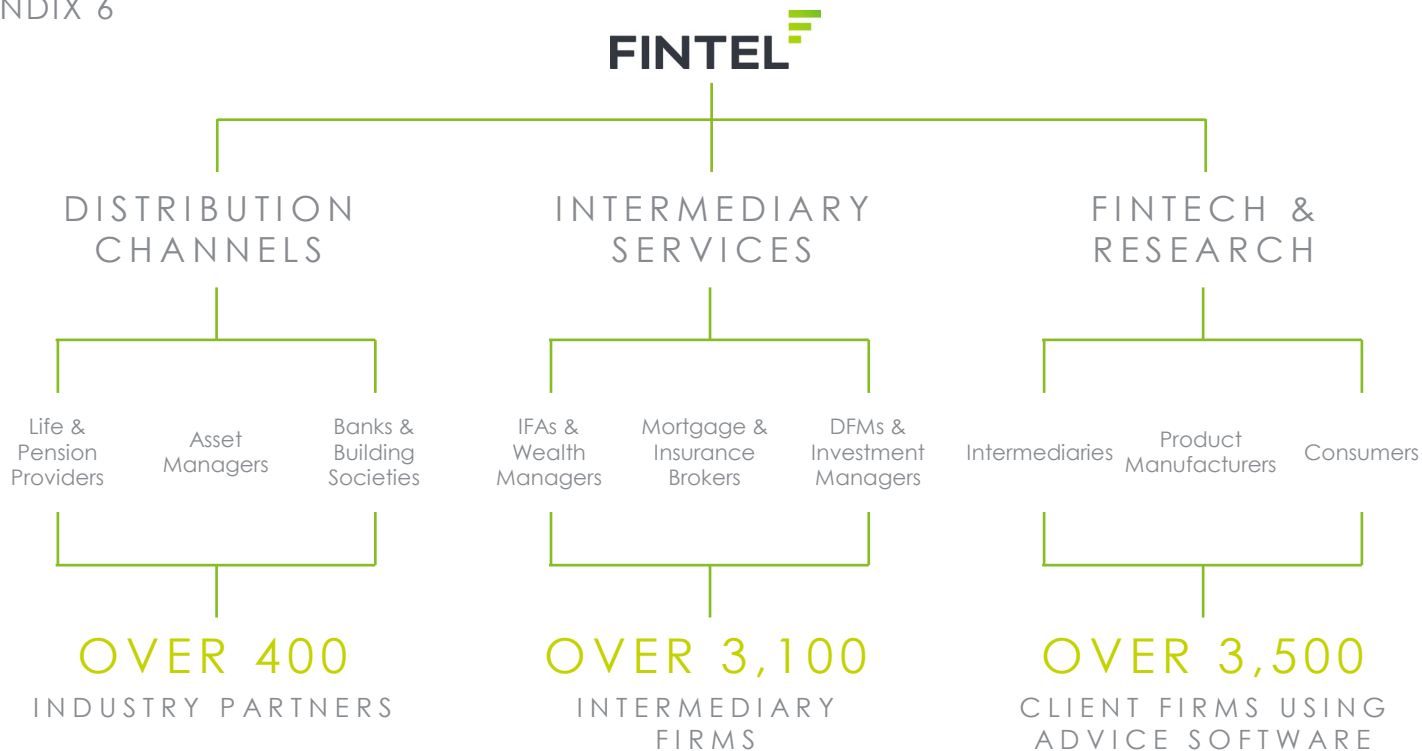 NDIX 6
FINTEL
DISTRIBUTION
CHANNELS
INTERMEDIARY
SERVICES
FINTECH &
RESEARCH
Life &
Pension
Providers
Asset
Managers
Banks &
Building
Societies
IFAs &
Wealth
Managers
Mortgage &
Insurance
Brokers
DFMs &
Investment
Managers
Intermediaries
Product
Manufacturers
Consumers
OVER 400
INDUSTRY PARTNERS
OVER 3,100
INTERMEDIARY
FIRMS
OVER 3,500
CLIENT FIRMS USING
ADVICE SOFTWARE